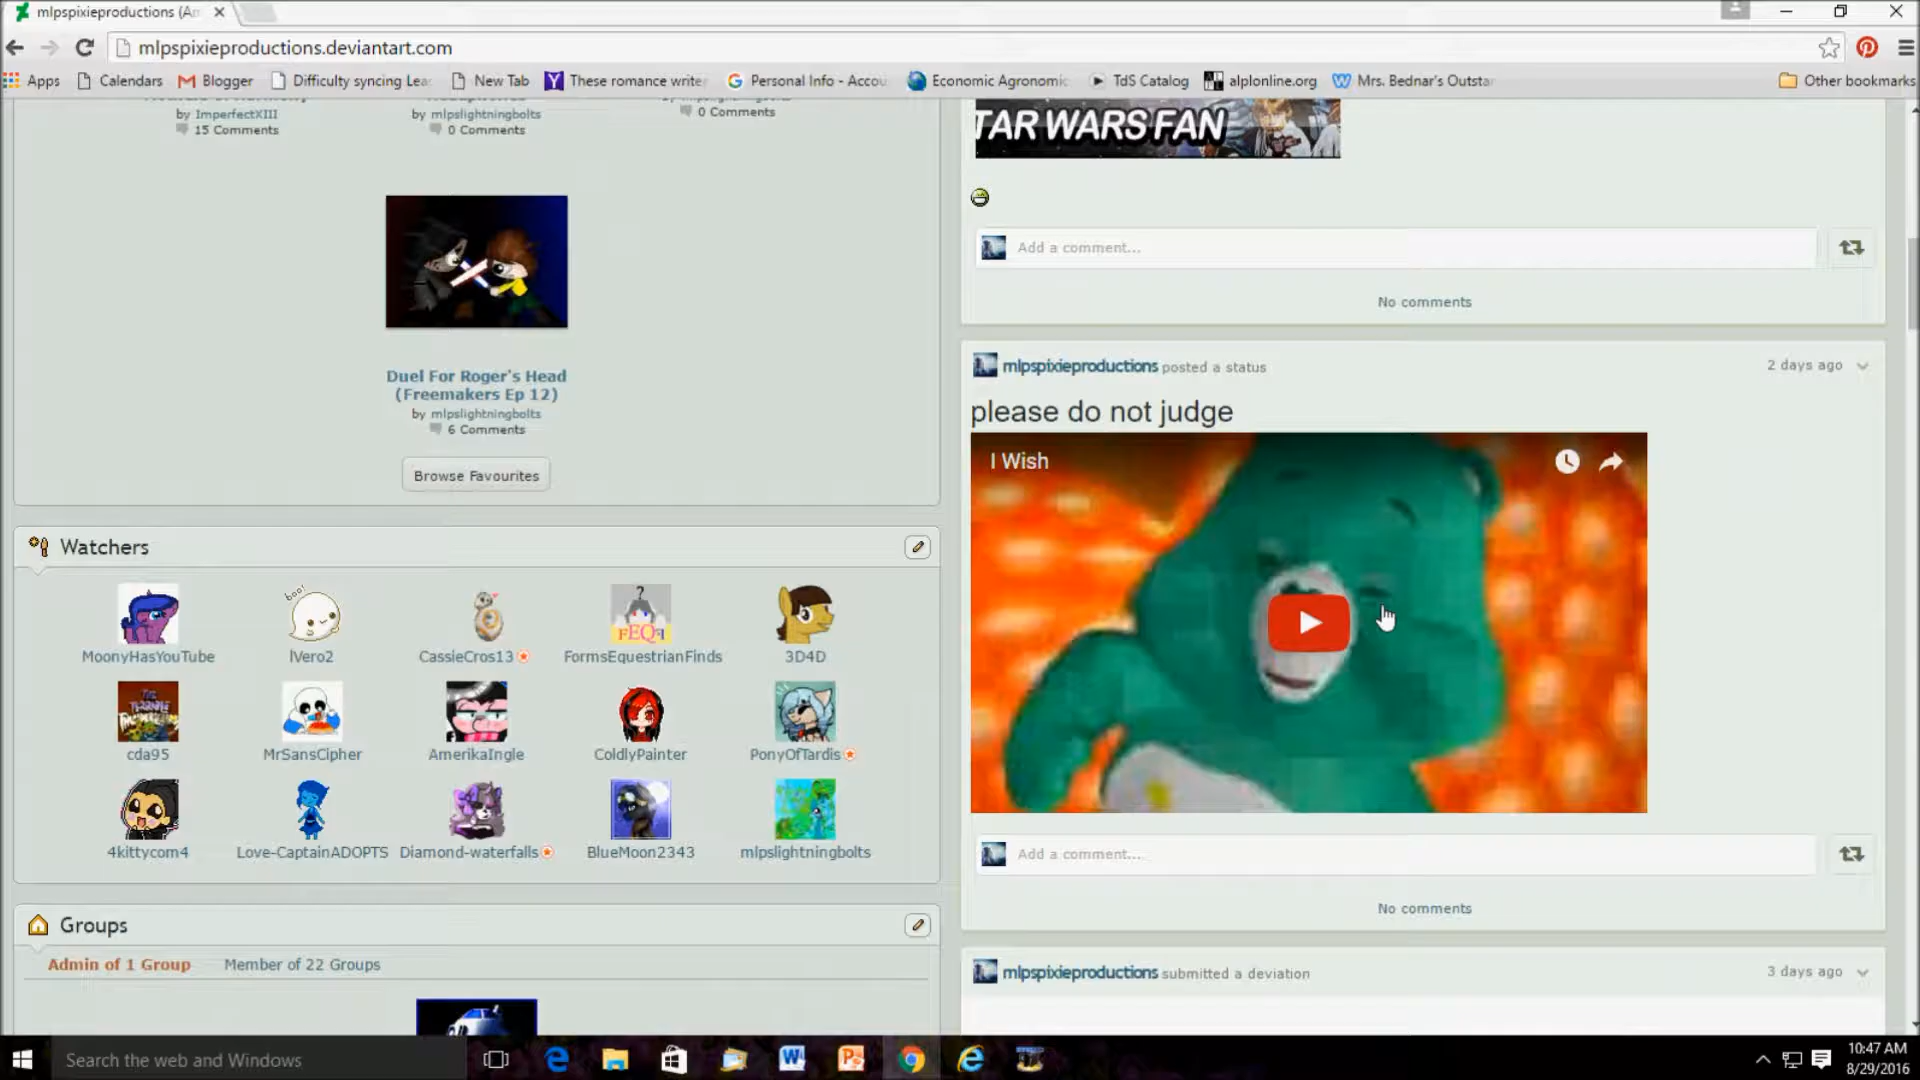 mlpspixieproductions (Am
mlpspixieproductions.deviantart.com
Apps
Calendars
Blogger
Difficulty syncing Lea
New Tab
These romance write
Personal Info - Accou
Economic Agronomic
TdS Catalog
alplonline.org
Mrs. Bednar's Outsta
Other bookmarks
by ImperfectXIII
15 Comments
by mlpslightningbolts
0 Comments
0 Comments
Duel For Roger's Head
(Freemakers Ep 12)
by mlpslightningbolts
6 Comments
Browse Favourites
Watchers
boo!
MoonyHasYouTube
lVero2
CassieCros13
?
FEQF
FormsEquestrianFinds
3D4D
cda95
MrSansCipher
AmerikaIngle
ColdlyPainter
PonyOfTardis
4kittycom4
Love-CaptainADOPTS
Diamond-waterfalls
BlueMoon2343
mlpslightningbolts
Groups
Admin of 1 Group
Member of 22 Groups
TAR WARS FAN
Add a comment...
No comments
mlpspixieproductions posted a status
2 days ago
please do not judge
I Wish
Add a comment...
No comments
mlpspixieproductions submitted a deviation
3 days ago
Search the web and Windows
10:47 AM
8/29/2016